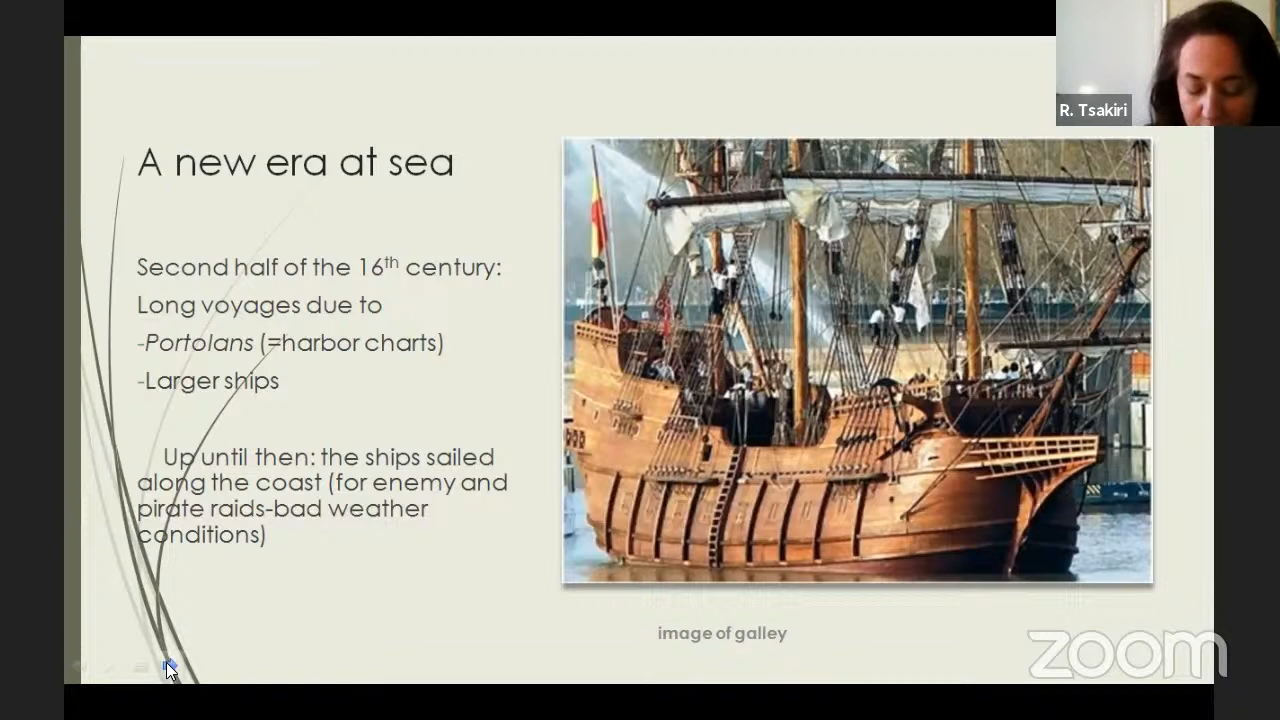 R. Tsakiri
A new era at sea
Second half of the 16th century:
Long voyages due to
-Portolans (=harbor charts)
-Larger ships
Up until then: the ships sailed
along the coast (for enemy and
pirate raids-bad weather
conditions)
image of galley
zoom